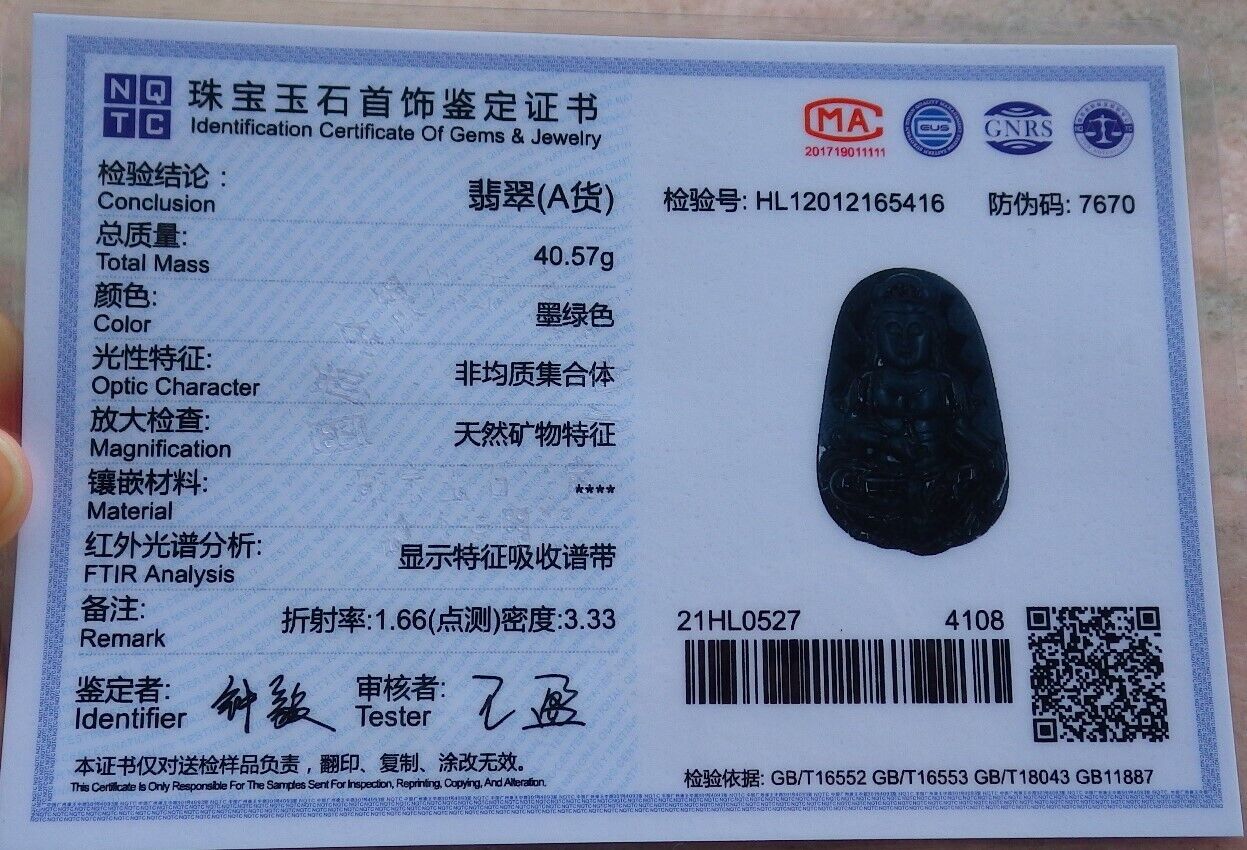 NQ
TC
珠宝玉石首饰鉴定证书
Identification Certificate Of Gems & Jewelry
检验结论：
Conclusion
翡翠(A货)
总质量:
Total Mass
40.57g
颜色:
Color
墨绿色
光性特征:
Optic Character
非均质集合体
放大检查:
Magnification
天然矿物特征
镶嵌材料:
Material
****
红外光谱分析:
FTIR Analysis
显示特征吸收谱带
备注:
Remark
折射率:1.66(点测)密度:3.33
鉴定者:
Identifier
审核者:
Tester
本证书仅对送检样品负责，翻印、复制、涂改无效。
This Certificate Is Only Responsible For The Samples Sent For Inspection, Reprinting, Copying, And Alteration.
MA
201719011111
GNRS
检验号: HL12012165416 防伪码: 7670
21HL0527 4108
检验依据: GB/T16552 GB/T16553 GB/T18043 GB11887